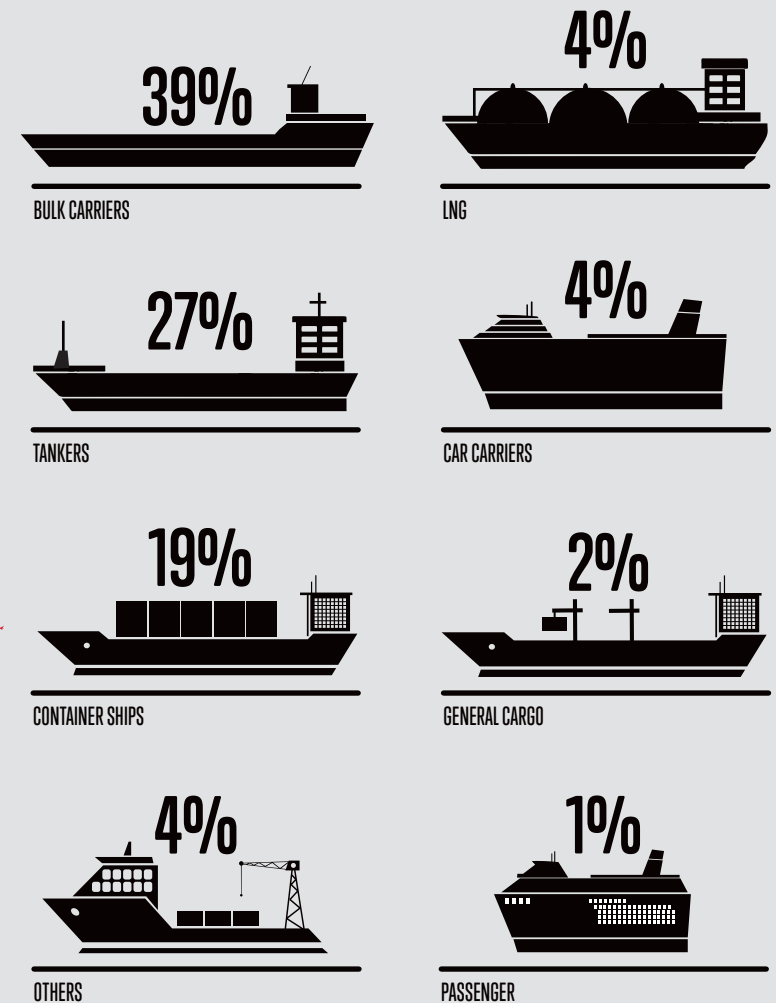 39%
BULK CARRIERS
4%
LNG
27%
TANKERS
4%
CAR CARRIERS
19%
CONTAINER SHIPS
2%
GENERAL CARGO
4%
OTHERS
1%
PASSENGER